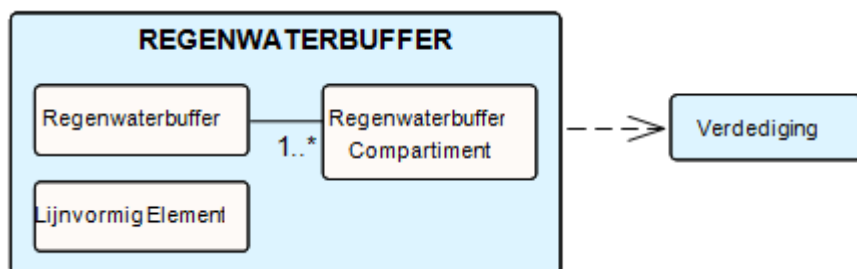 REGENWATERBUFFER
Regenwaterbuffer
1..*
Regenwaterbuffer
Compartiment
Verdediging
LijnvormigElement